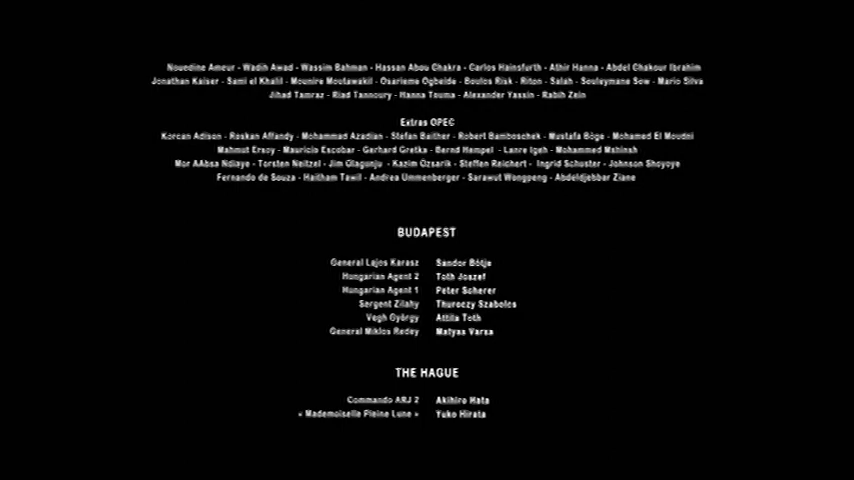 Nouedine Ameur - Wadih Awad - Wassim Bahman - Hassan Abou Chakra - Carlos Hainsfurth - Athir Hanna - Abdel Chakour Ibrahim
Jonathan Kaiser - Sami el Khalil - Mounire Moutawakil - Osarieme Ogbeide - Boulos Risk - Riton - Salah - Souleymane Sow - Mario Silva
Jihad Tamraz - Riad Tannoury - Hanna Touma - Alexander Yassin - Rabih Zein
Extras OPEC
Korcan Adison - Roskan Affandy - Mohammad Azadian - Stefan Baither - Robert Bamboschek - Mustafa Böge - Mohamed El Moudni
Mahmut Ersoy - Mauricio Escobar - Gerhard Gretka - Bernd Hempel - Lanre Igeh - Mohammed Mshinsh
Mor AAbsa Ndiaye - Torsten Neitzel - Jim Olagunju - Kazim Özsarik - Steffen Reichert - Ingrid Schuster - Johnson Shoyoye
Fernando de Souza - Haitham Tawil - Andrea Ummenberger - Sarawut Wongpeng - Abdeldjebbar Ziane
BUDAPEST
General Lajos Karasz Sandor Bôtje
Hungarian Agent 2 Toth Joszef
Hungarian Agent 1 Peter Scherer
Sergent Zilahy Thuroczy Szabolcs
Vegh György Attila Toth
General Miklos Redey Matyas Varsa
THE HAGUE
Commando ARJ 2 Akihiro Hata
« Mademoiselle Pleine Lune » Yuko Hirata